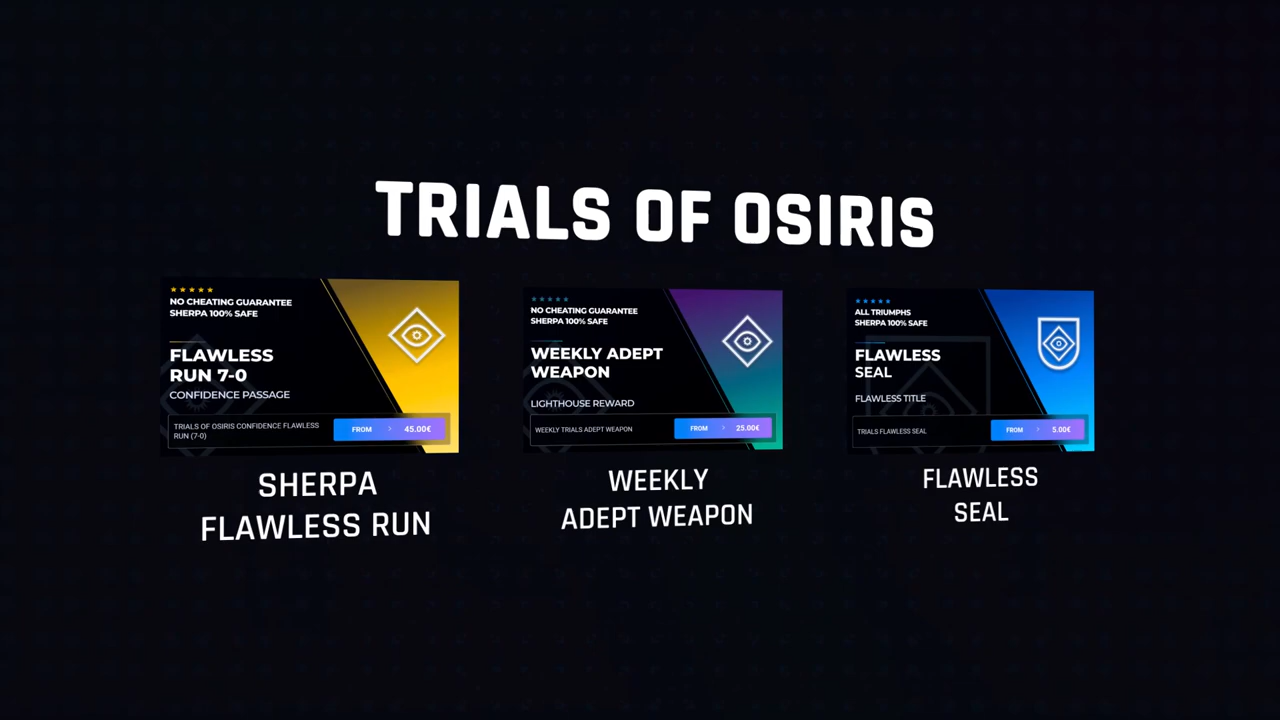 TRIALS OF OSIRIS
NO CHEATING GUARANTEE
SHERPA 100% SAFE
FLAWLESS
RUN 7-0
CONFIDENCE PASSAGE
TRIALS OF OSIRIS CONFIDENCE FLAWLESS
RUN (7-0)
FROM > 45.00€
SHERPA
FLAWLESS RUN
NO CHEATING GUARANTEE
SHERPA 100% SAFE
WEEKLY ADEPT
WEAPON
LIGHTHOUSE REWARD
WEEKLY TRIALS ADEPT WEAPON
FROM > 25.00€
WEEKLY
ADEPT WEAPON
ALL TRIUMPHS
SHERPA 100% SAFE
FLAWLESS
SEAL
FLAWLESS TITLE
TRIALS FLAWLESS SEAL
FROM > 5.00€
FLAWLESS
SEAL